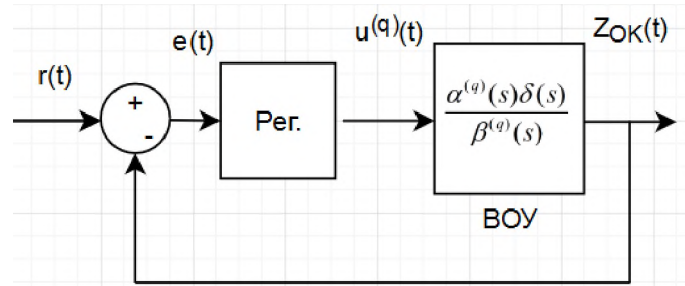 r(t)
+
-
e(t)
Рег.
u^(q)(t)
α^(q)(s)δ(s)
β^(q)(s)
ВОУ
Z_OK(t)